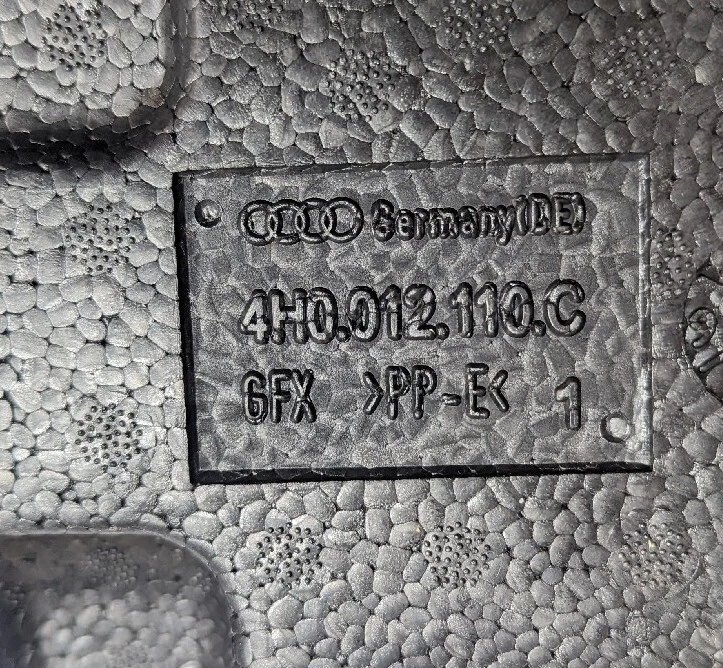 Germany(DE)
4H0.012.110.C
6FX >PP-E< 1